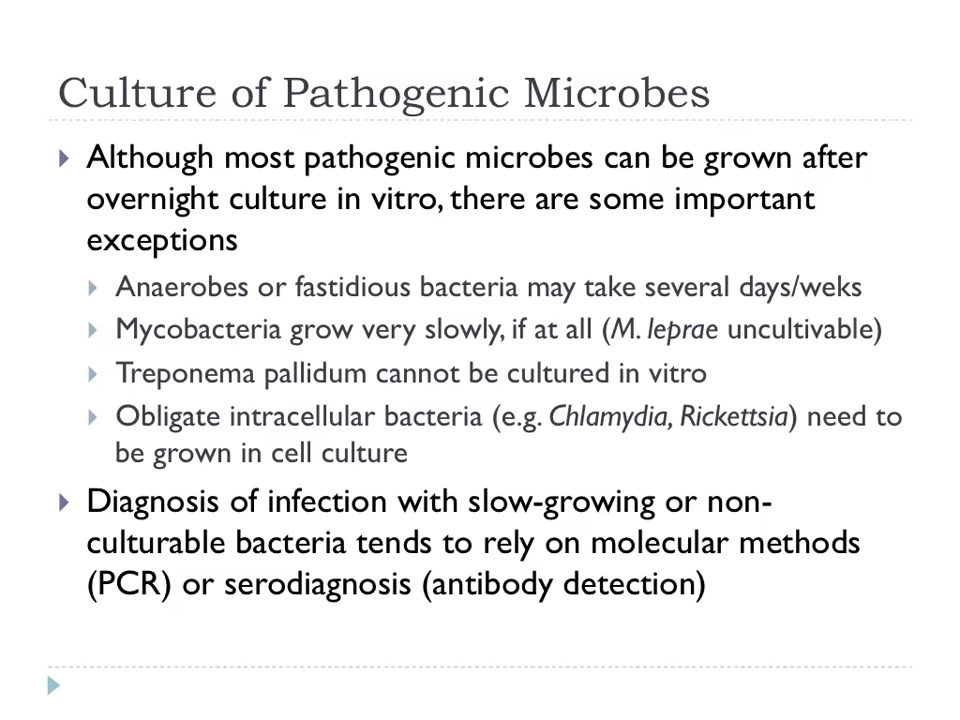 Culture of Pathogenic Microbes
Although most pathogenic microbes can be grown after
overnight culture in vitro, there are some important
exceptions
Anaerobes or fastidious bacteria may take several days/weks
Mycobacteria grow very slowly, if at all (M. leprae uncultivable)
Treponema pallidum cannot be cultured in vitro
Obligate intracellular bacteria (e.g. Chlamydia, Rickettsia) need to
be grown in cell culture
Diagnosis of infection with slow-growing or non-
culturable bacteria tends to rely on molecular methods
(PCR) or serodiagnosis (antibody detection)